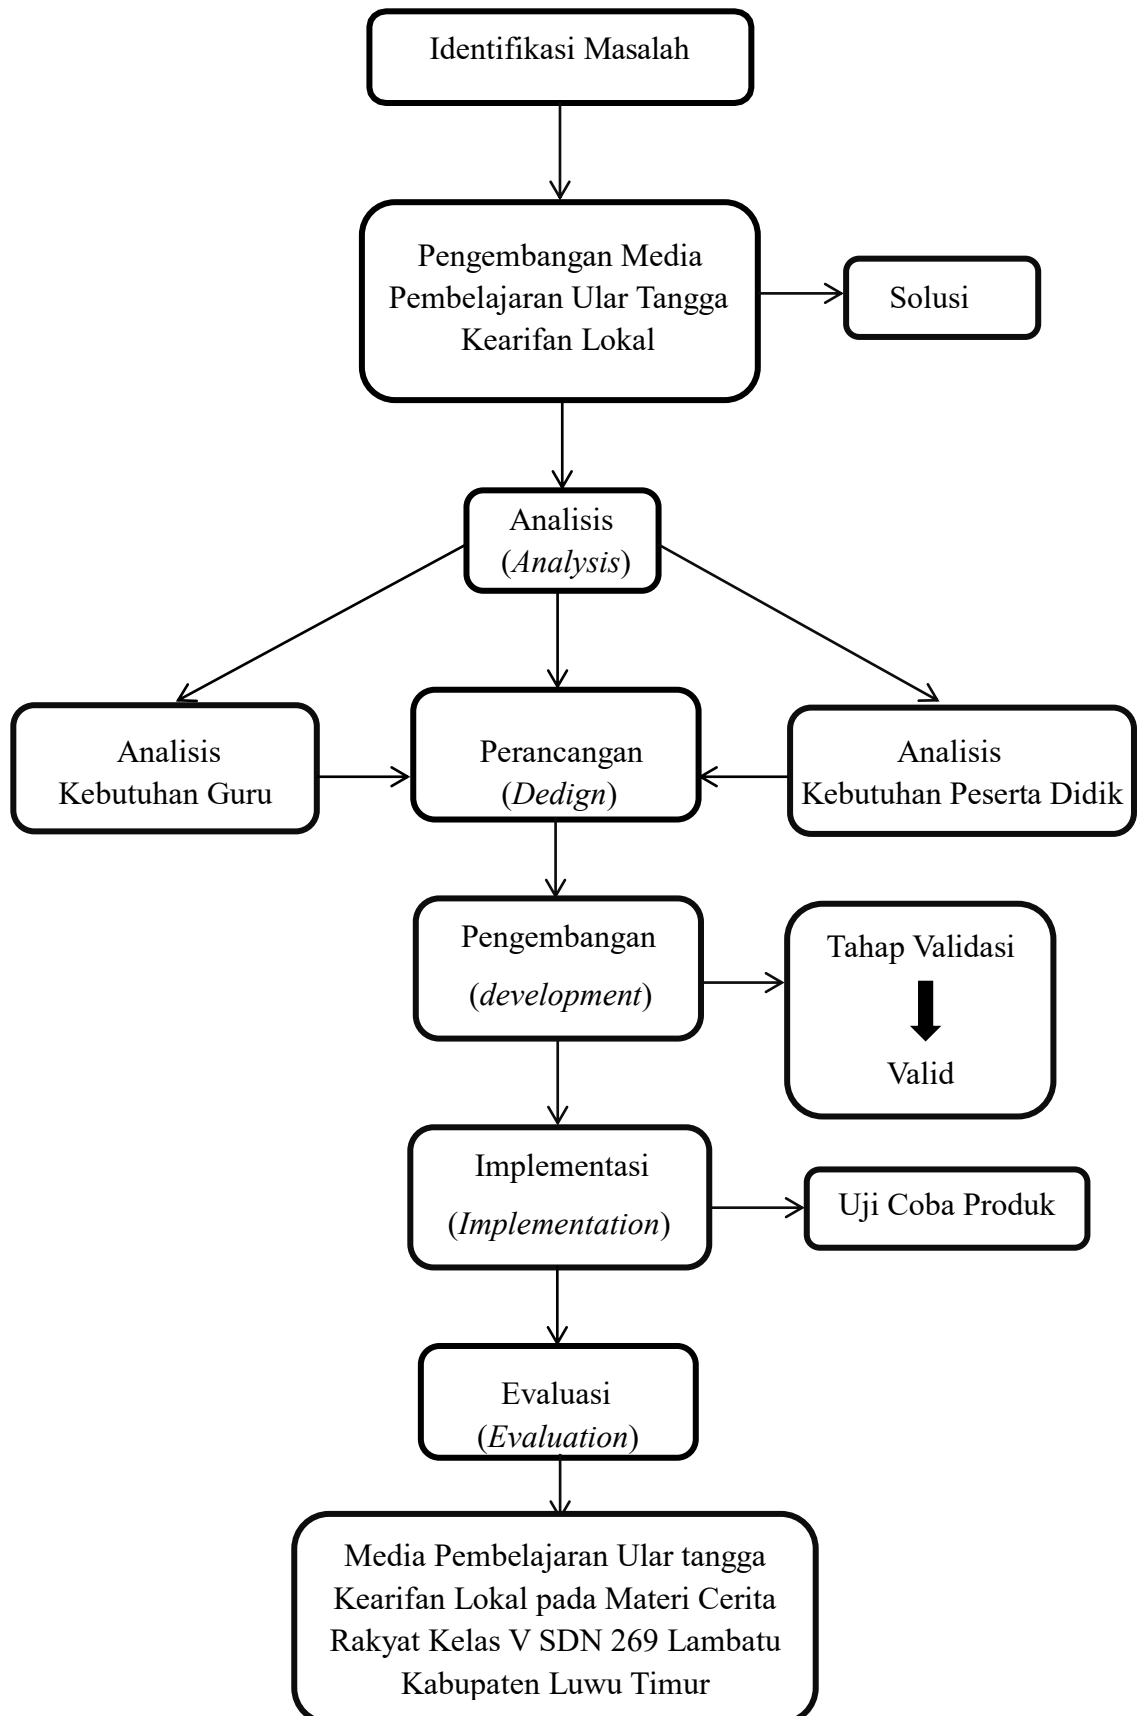 Identifikasi Masalah
Pengembangan Media
Pembelajaran Ular Tangga
Kearifan Lokal
Solusi
Analisis
(Analysis)
Analisis
Kebutuhan Guru
Perancangan
(Dedign)
Analisis
Kebutuhan Peserta Didik
Pengembangan
(development)
Tahap Validasi
Valid
Implementasi
(Implementation)
Uji Coba Produk
Evaluasi
(Evaluation)
Media Pembelajaran Ular tangga
Kearifan Lokal pada Materi Cerita
Rakyat Kelas V SDN 269 Lambatu
Kabupaten Luwu Timur